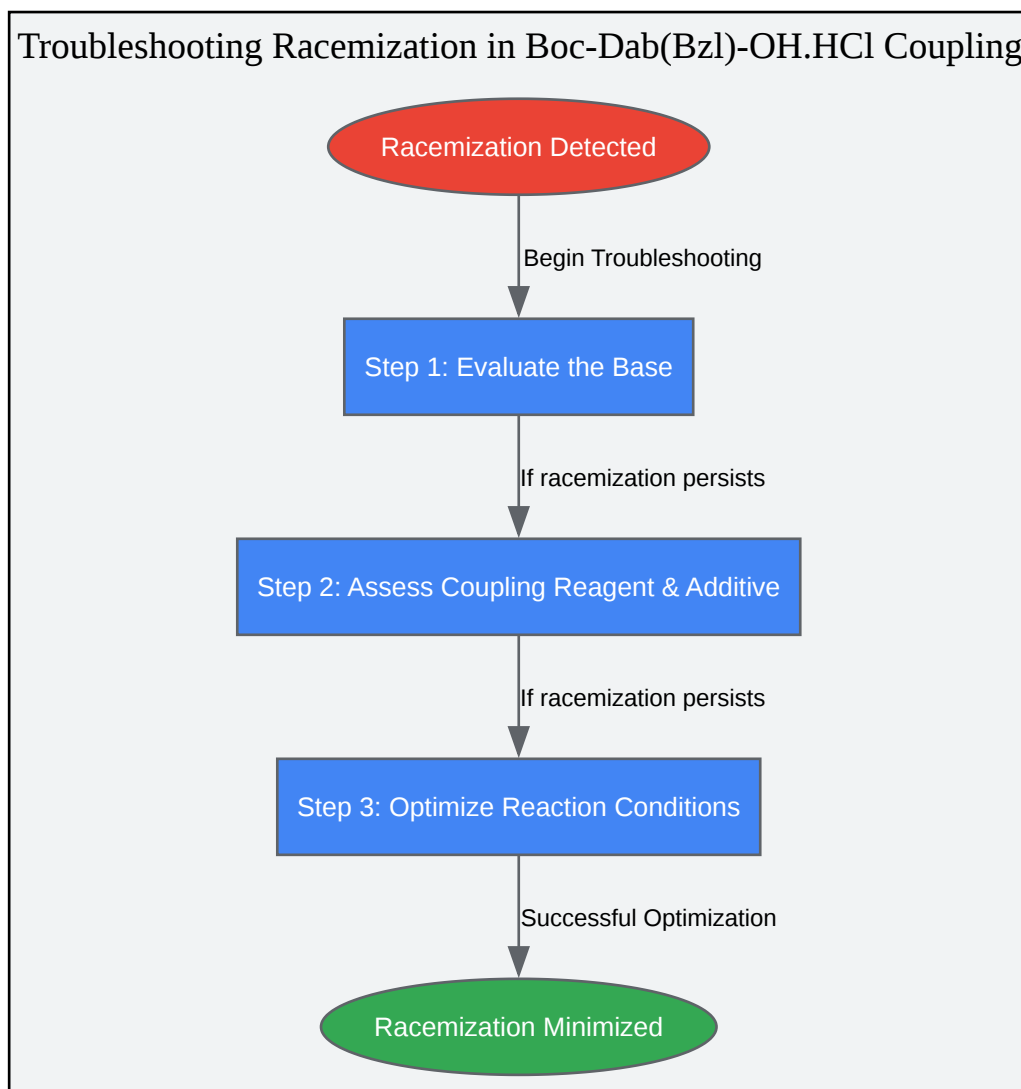 Troubleshooting Racemization in Boc-Dab(Bzl)-OH.HCl Coupling
Racemization Detected
Begin Troubleshooting
Step 1: Evaluate the Base
If racemization persists
Step 2: Assess Coupling Reagent & Additive
If racemization persists
Step 3: Optimize Reaction Conditions
Successful Optimization
Racemization Minimized